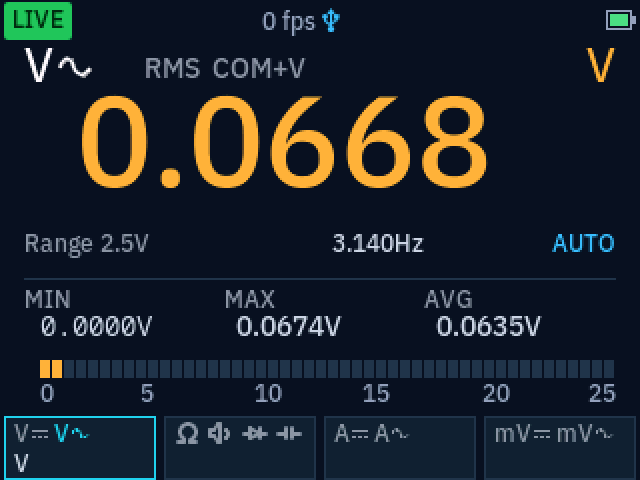 LIVE 0 fps
V~ RMS COM+V V
0.0668
Range 2.5V 3.140Hz AUTO
MIN MAX AVG
0.0000V 0.0674V 0.0635V
0 5 10 15 20 25
V⎓ V~ Ω A⎓ A~ mV⎓ mV~
V